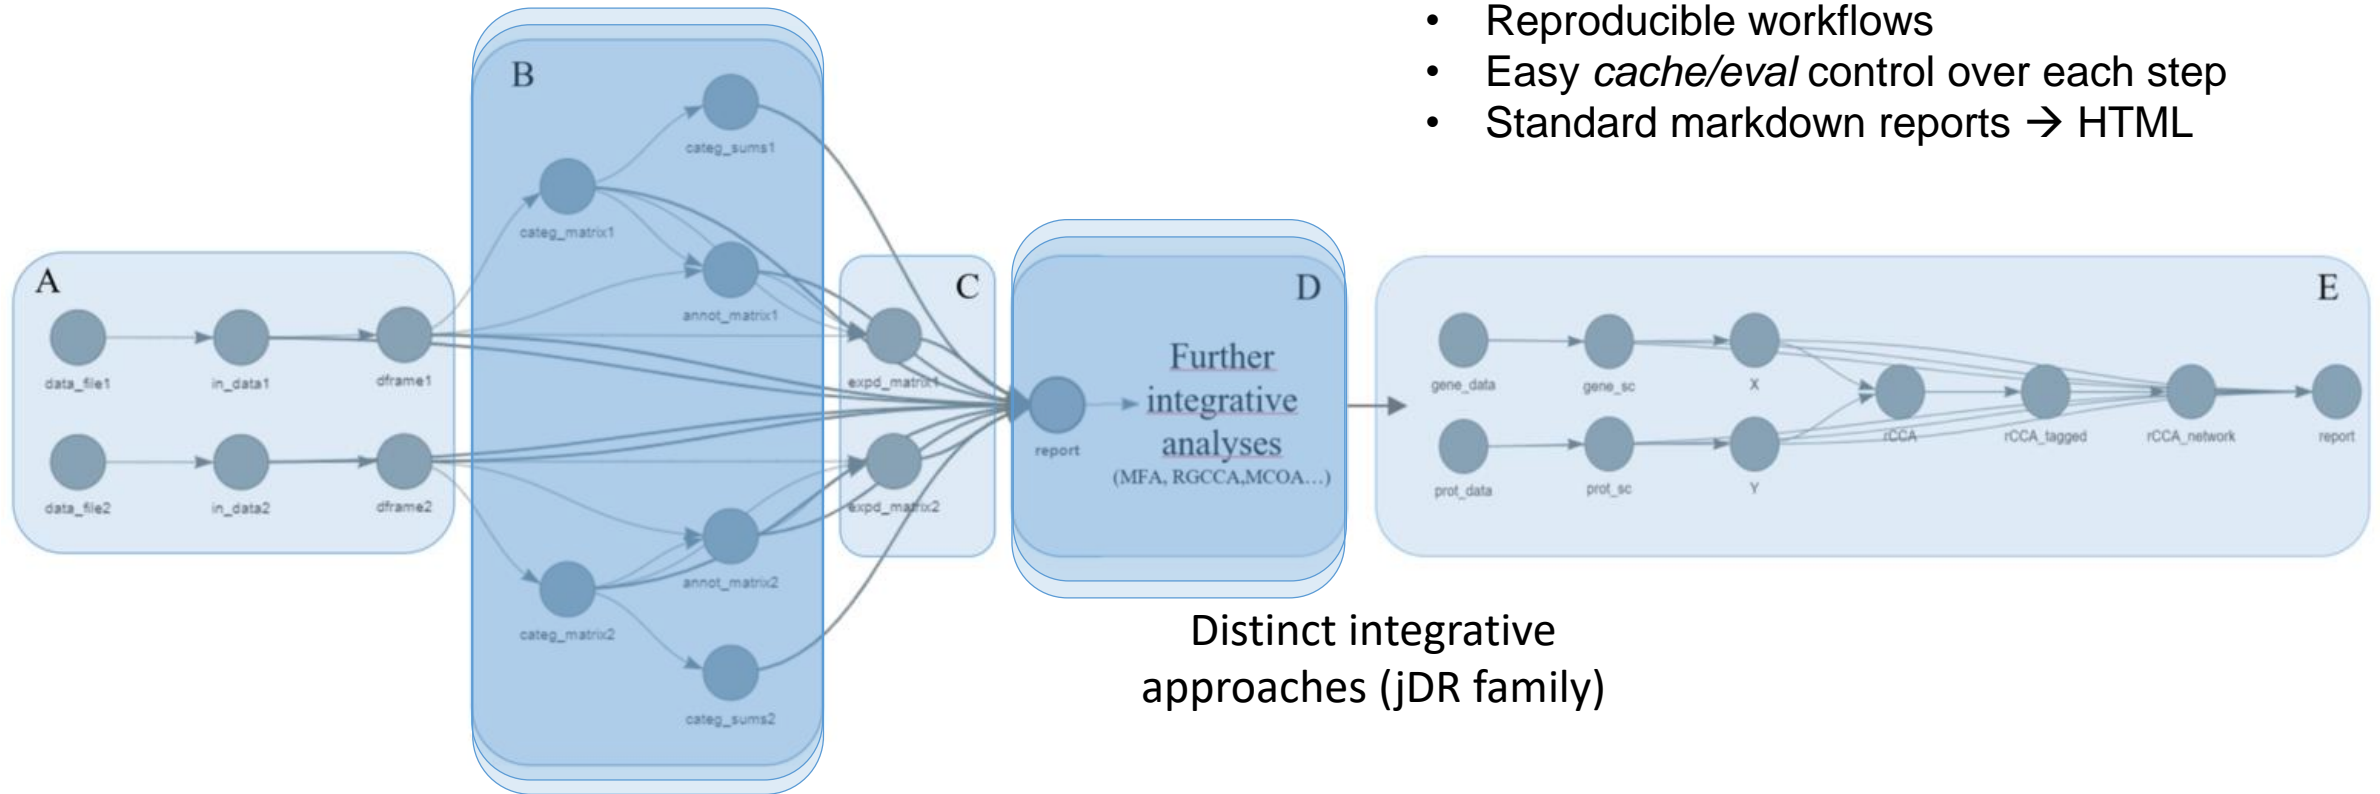 • Reproducible workflows
• Easy cache/eval control over each step
• Standard markdown reports → HTML
A
data_file1
in_data1
dframe1
data_file2
in_data2
dframe2
B
categ_sums1
categ_matrix1
annot_matrix1
annot_matrix2
categ_matrix2
categ_sums2
C
expd_matrix1
expd_matrix2
D
report
Further
integrative
analyses
(MFA, RGCCA,MCOA...)
Distinct integrative
approaches (jDR family)
E
gene_data
gene_sc
X
prot_data
prot_sc
Y
rCCA
rCCA_tagged
rCCA_network
report